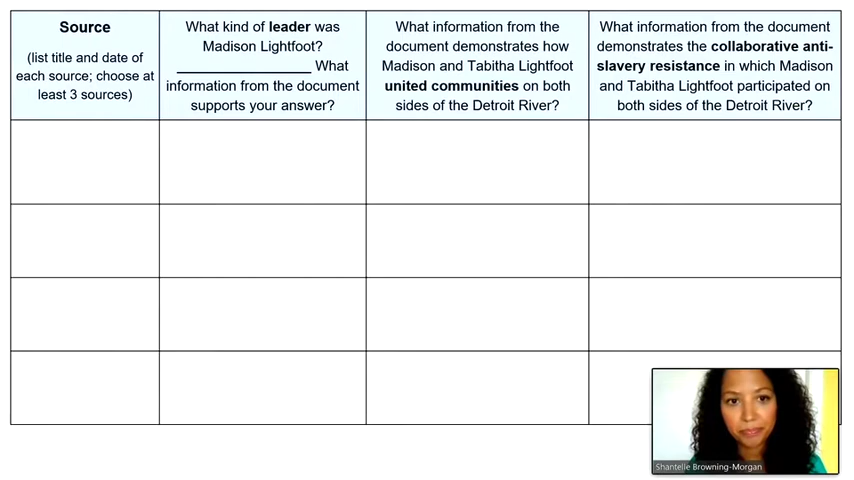 Source
(list title and date of
each source; choose at
least 3 sources)
What kind of leader was
Madison Lightfoot?
__________________ What
information from the document
supports your answer?
What information from the
document demonstrates how
Madison and Tabitha Lightfoot
united communities on both
sides of the Detroit River?
What information from the document
demonstrates the collaborative anti-
slavery resistance in which Madison
and Tabitha Lightfoot participated on
both sides of the Detroit River?
Shantelle Browning-Morgan